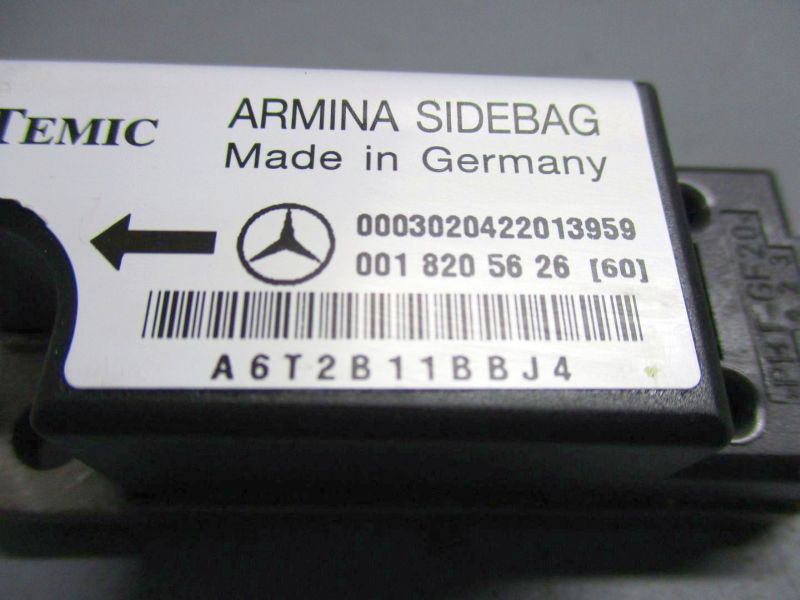 TEMIC
ARMINA SIDEBAG
Made in Germany
0003020422013959
001 820 56 26 [60]
A6T2B11BBJ4